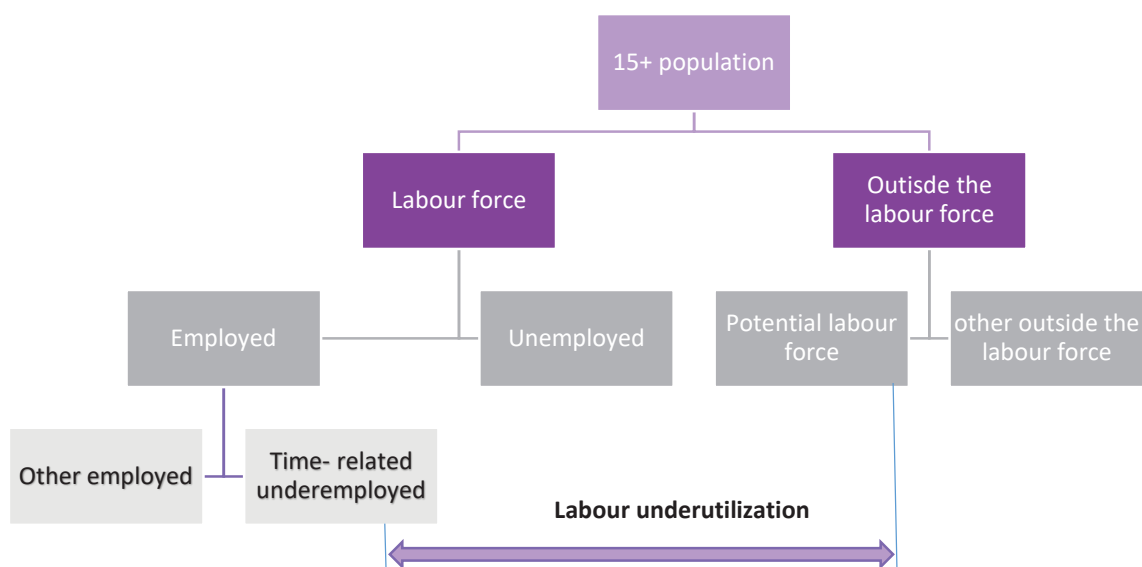 15+ population
Labour force
Outisde the
labour force
Employed
Unemployed
Potential labour
force
other outside the
labour force
Other employed
Time- related
underemployed
Labour underutilization